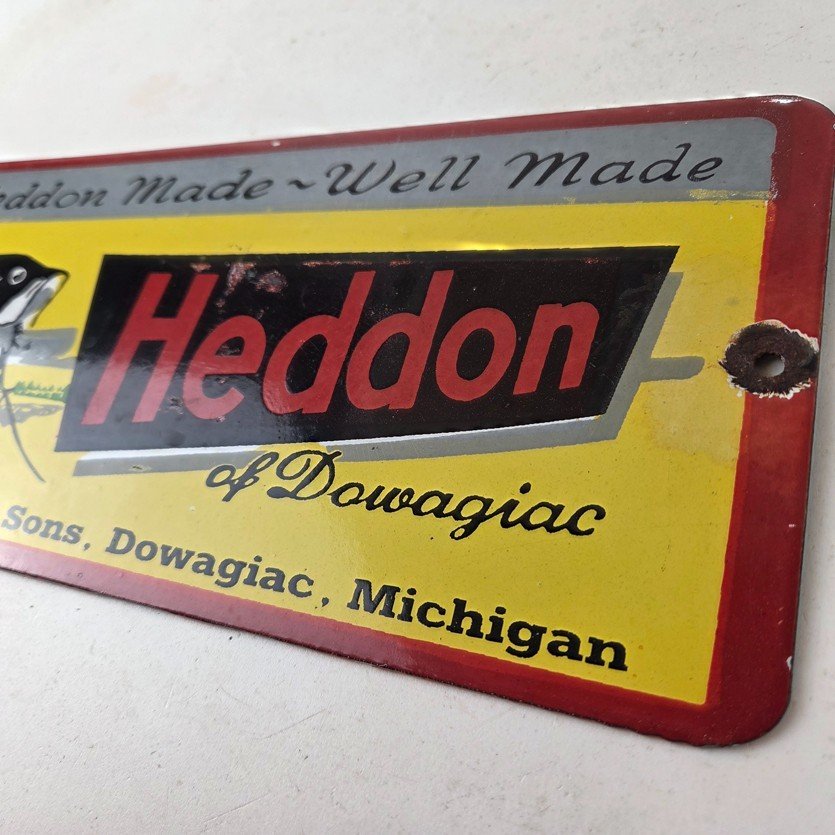 eddon Made ~ Well Made
Heddon
of Dowagiac
Sons, Dowagiac, Michigan